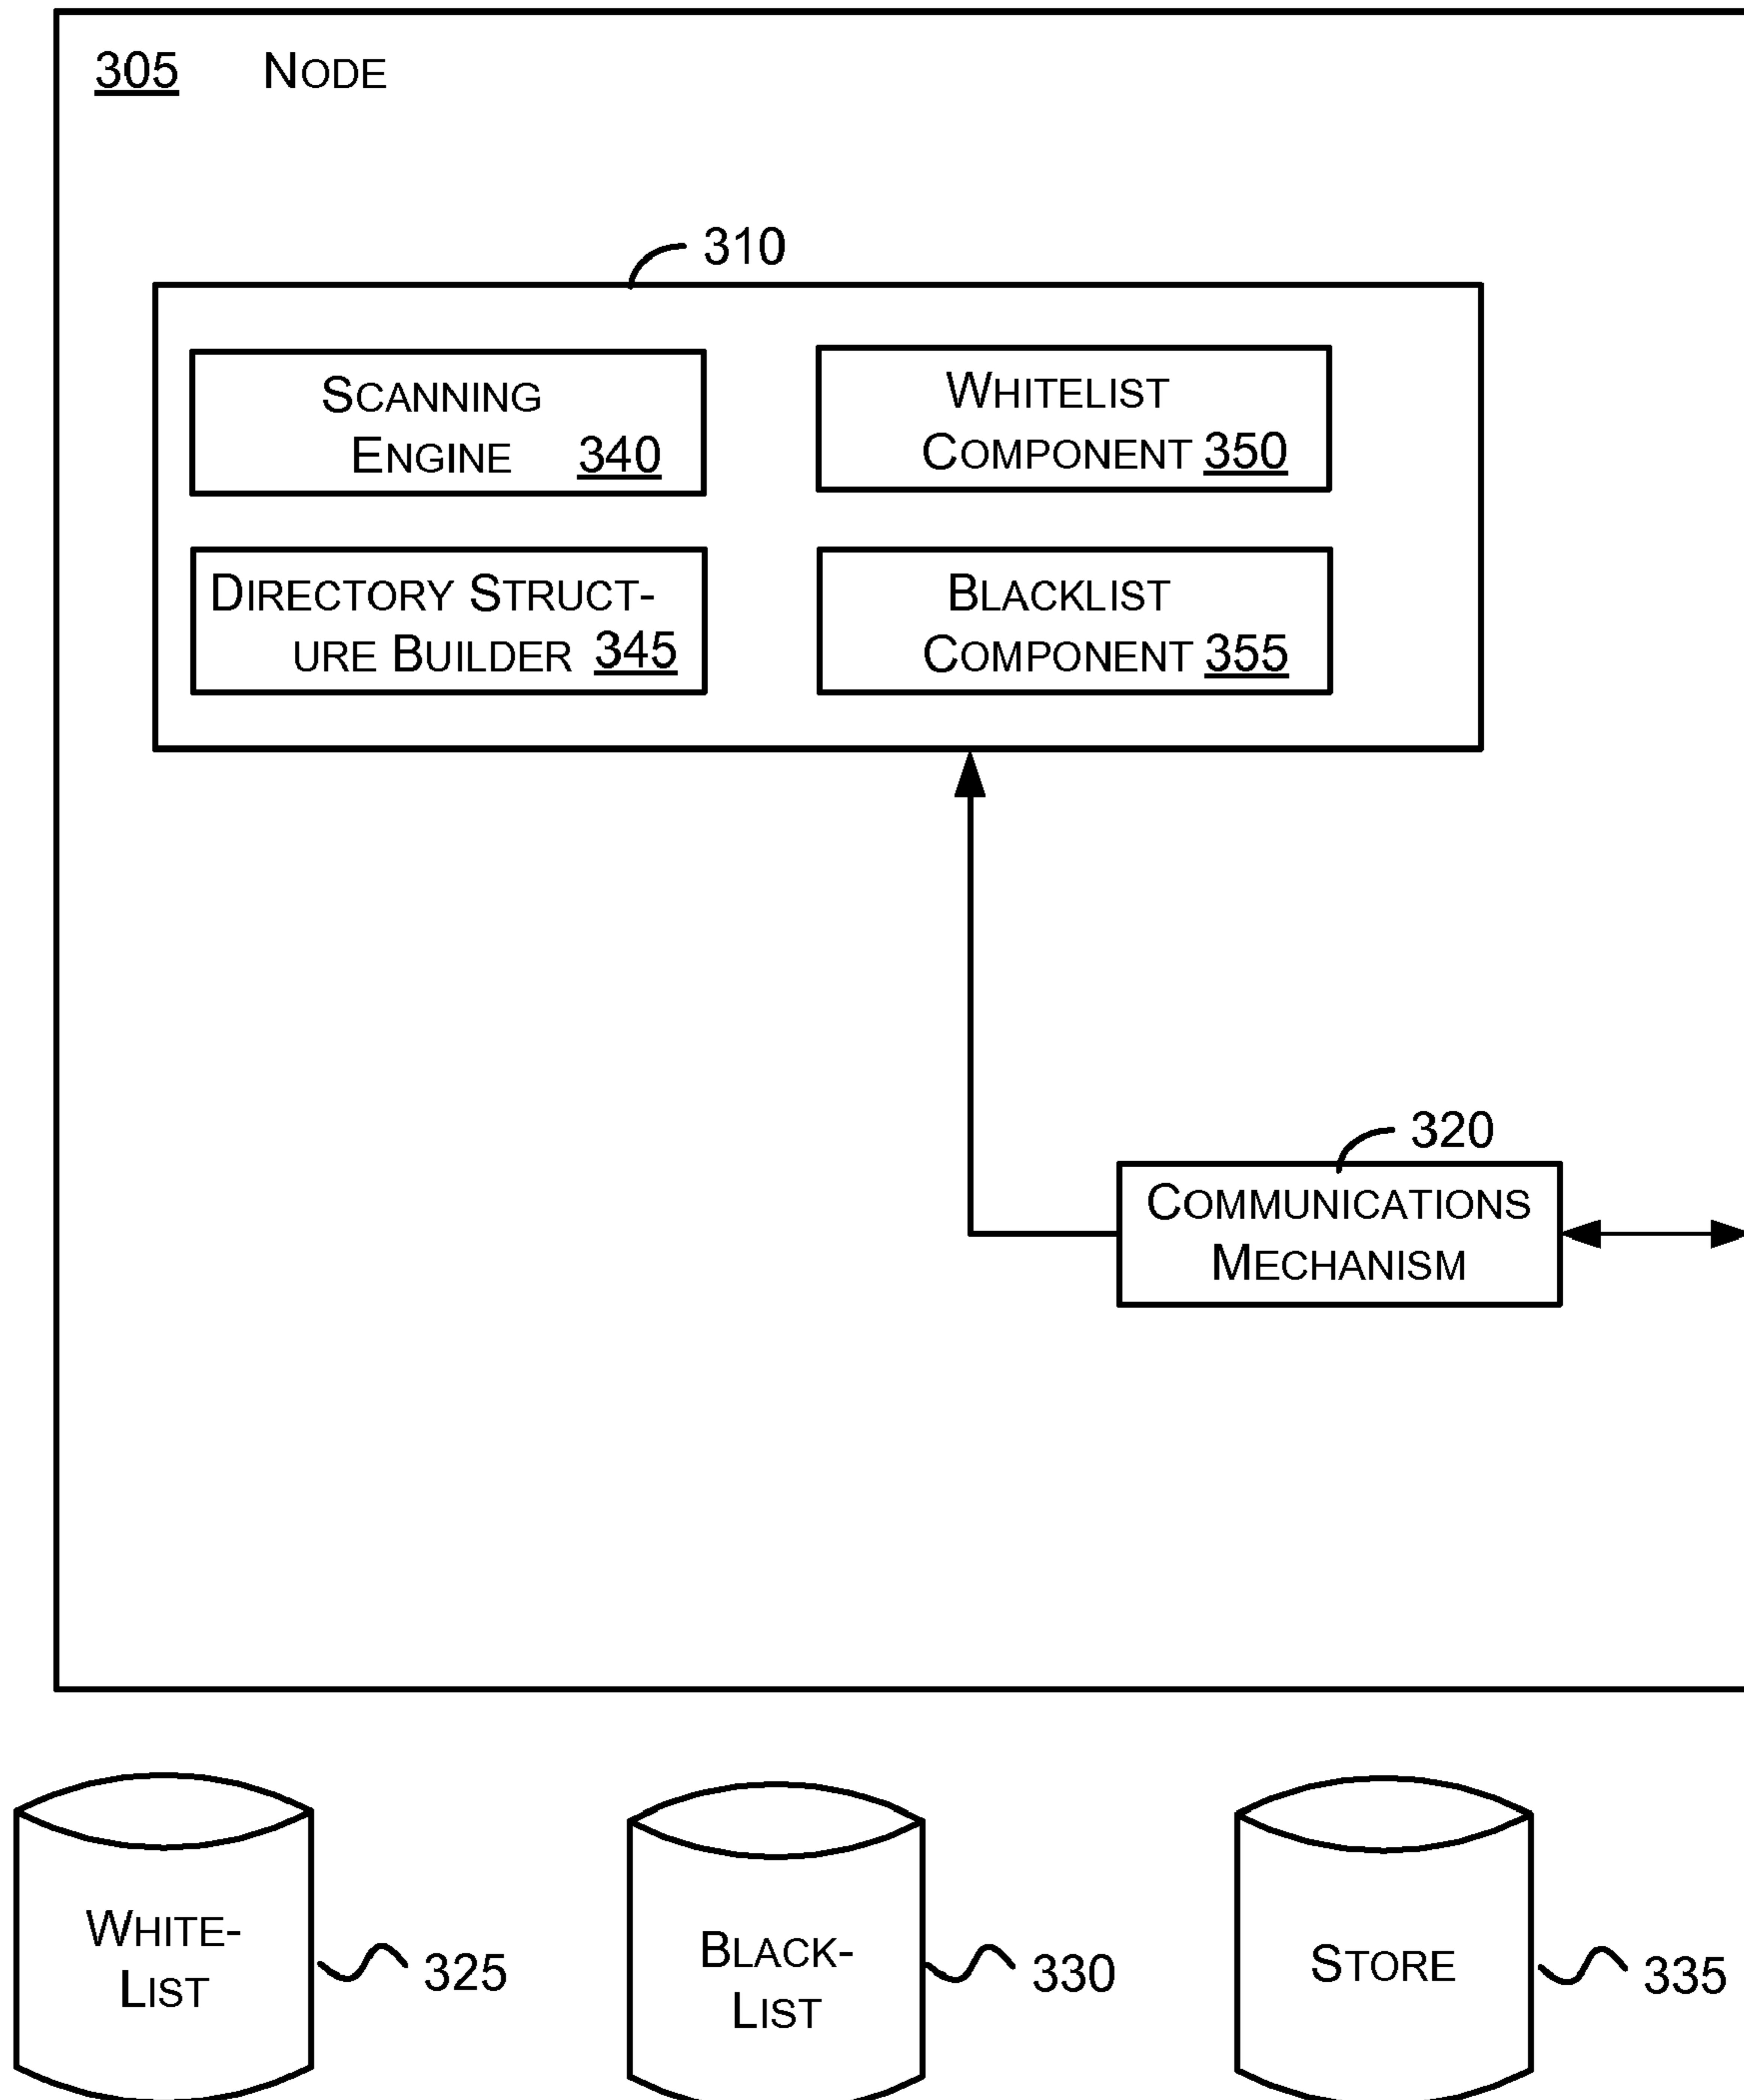 305 NODE
310
SCANNING
ENGINE 340
WHITELIST
COMPONENT 350
DIRECTORY STRUCT-
URE BUILDER 345
BLACKLIST
COMPONENT 355
320
COMMUNICATIONS
MECHANISM
WHITE-
LIST
325
BLACK-
LIST
330
STORE
335